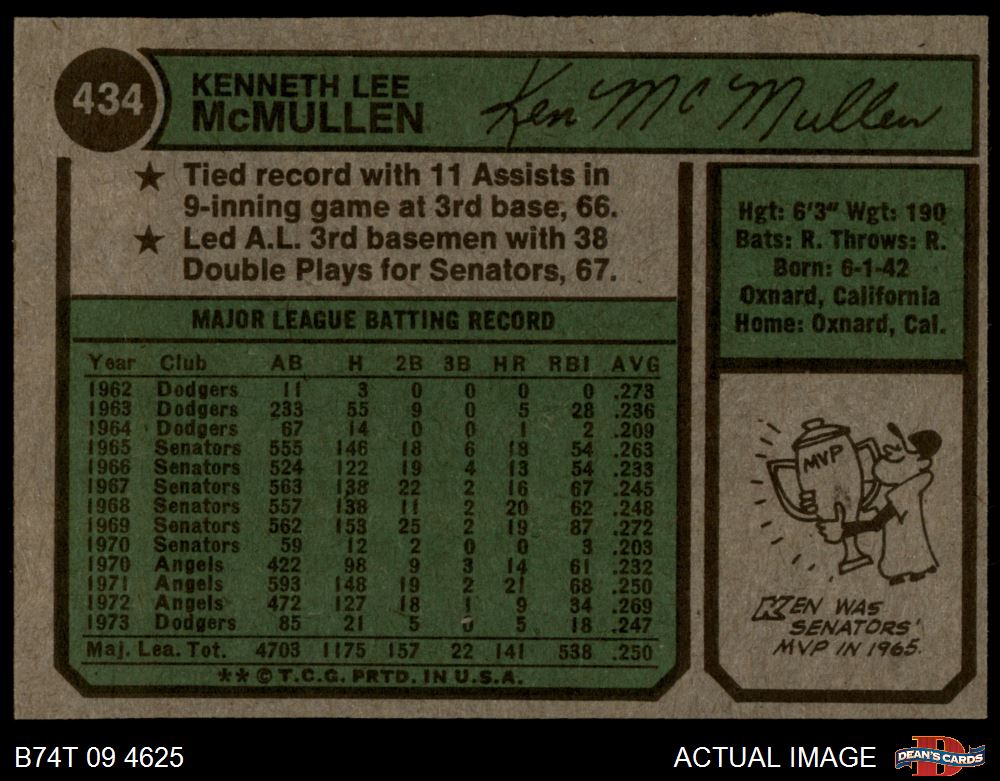 434
KENNETH LEE
McMULLEN
Ken McMullen
★ Tied record with 11 Assists in
9-inning game at 3rd base, 66.
★ Led A.L. 3rd basemen with 38
Double Plays for Senators, 67.
Hgt: 6'3" Wgt: 190
Bats: R. Throws: R.
Born: 6-1-42
Oxnard, California
Home: Oxnard, Cal.
MAJOR LEAGUE BATTING RECORD
Year Club AB H 2B 3B HR RBI AVG
1962 Dodgers 11 3 0 0 0 0 .273
1963 Dodgers 233 55 9 0 5 28 .236
1964 Dodgers 67 14 0 0 1 2 .209
1965 Senators 555 146 18 6 18 54 .263
1966 Senators 524 122 19 4 13 54 .233
1967 Senators 563 138 22 2 16 67 .245
1968 Senators 557 138 11 2 20 62 .248
1969 Senators 562 153 25 2 19 87 .272
1970 Senators 59 12 2 0 0 3 .203
1970 Angels 422 98 9 3 14 61 .232
1971 Angels 593 148 19 2 21 68 .250
1972 Angels 472 127 18 1 9 34 .269
1973 Dodgers 85 21 5 0 5 18 .247
Maj. Lea. Tot. 4703 1175 157 22 141 538 .250
** © T.C.G. PRTD. IN U.S.A.
MVP
KEN WAS
SENATORS'
MVP IN 1965.
B74T 09 4625
ACTUAL IMAGE
D
DEAN'S CARDS